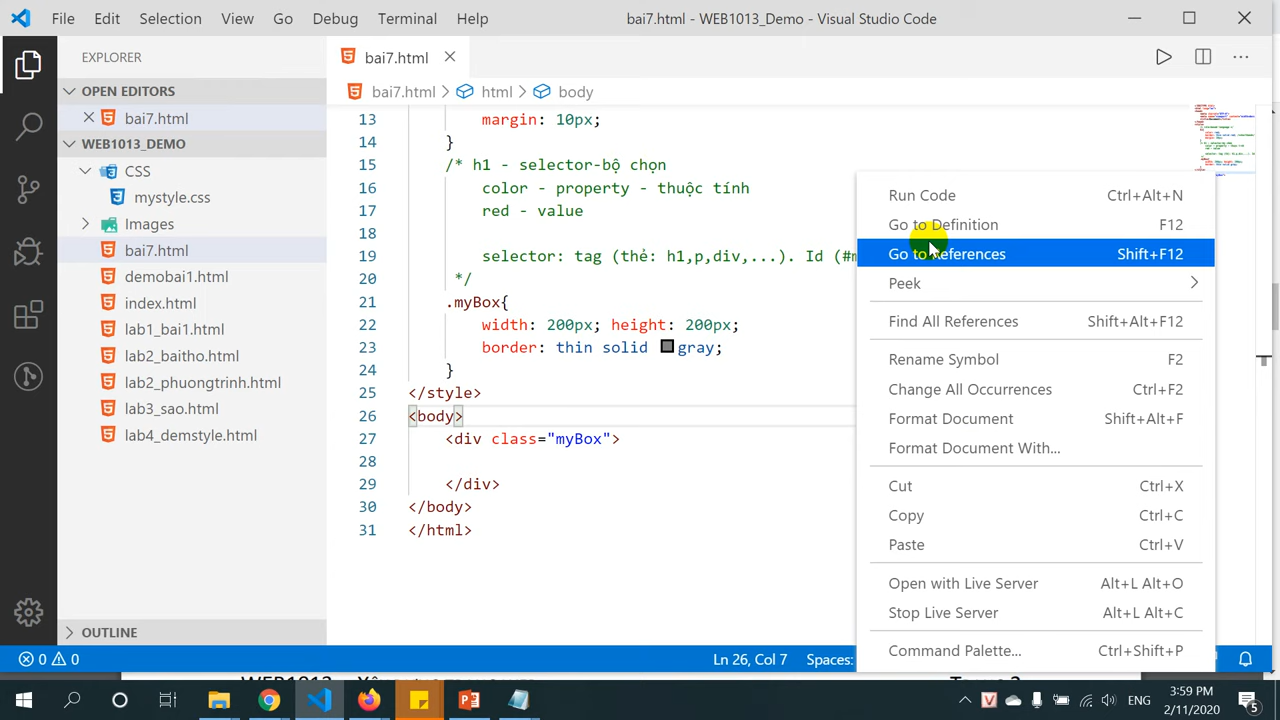 File Edit Selection View Go Debug Terminal Help bai7.html - WEB1013_Demo - Visual Studio Code
EXPLORER
OPEN EDITORS
bai7.html
WEB1013_DEMO
CSS
mystyle.css
Images
bai7.html
demobai1.html
index.html
lab1_bai1.html
lab2_baitho.html
lab2_phuongtrinh.html
lab3_sao.html
lab4_demstyle.html
OUTLINE
bai7.html
bai7.html > html > body
13 margin: 10px;
14 }
15 /* h1 - selector-bộ chọn
16 color - property - thuộc tính
17 red - value
18
19 selector: tag (thẻ: h1,p,div,...). Id (#m
20 */
21 .myBox{
22 width: 200px; height: 200px;
23 border: thin solid gray;
24 }
25 </style>
26 <body>
27 <div class="myBox">
28
29 </div>
30 </body>
31 </html>
Run Code Ctrl+Alt+N
Go to Definition F12
Go to References Shift+F12
Peek
Find All References Shift+Alt+F12
Rename Symbol F2
Change All Occurrences Ctrl+F2
Format Document Shift+Alt+F
Format Document With...
Cut Ctrl+X
Copy Ctrl+C
Paste Ctrl+V
Open with Live Server Alt+L Alt+O
Stop Live Server Alt+L Alt+C
Command Palette... Ctrl+Shift+P
0 0 Ln 26, Col 7 Spaces:
ENG 3:59 PM
2/11/2020 5